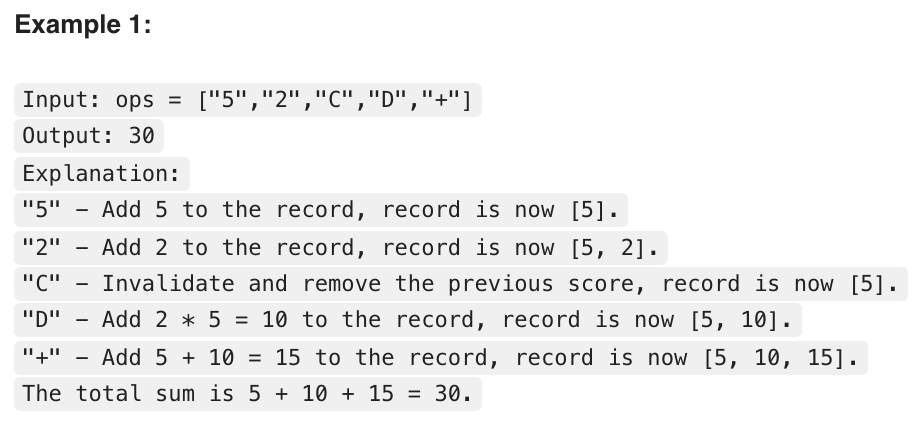 Example 1:
Input: ops = ["5","2","C","D","+"]
Output: 30
Explanation:
"5" – Add 5 to the record, record is now [5].
"2" – Add 2 to the record, record is now [5, 2].
"C" – Invalidate and remove the previous score, record is now [5].
"D" – Add 2 * 5 = 10 to the record, record is now [5, 10].
"+" – Add 5 + 10 = 15 to the record, record is now [5, 10, 15].
The total sum is 5 + 10 + 15 = 30.